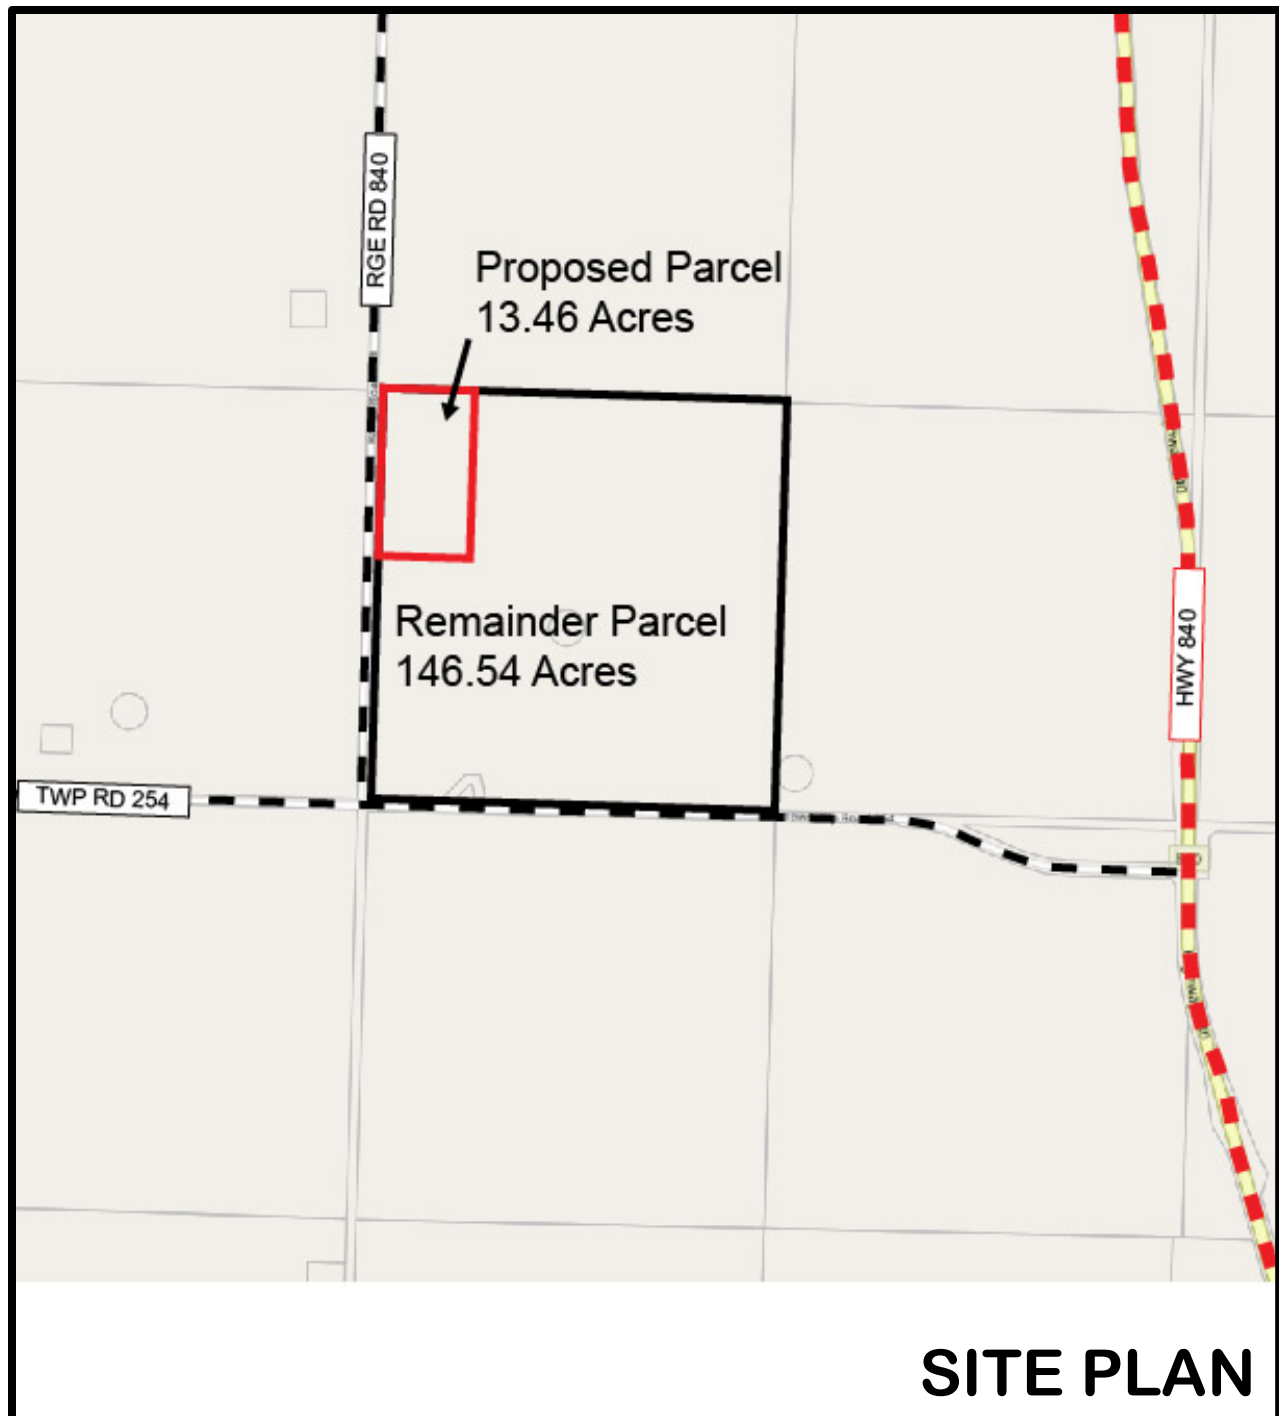 RGE RD 840
Proposed Parcel
13.46 Acres
Remainder Parcel
146.54 Acres
HWY 840
TWP RD 254
SITE PLAN